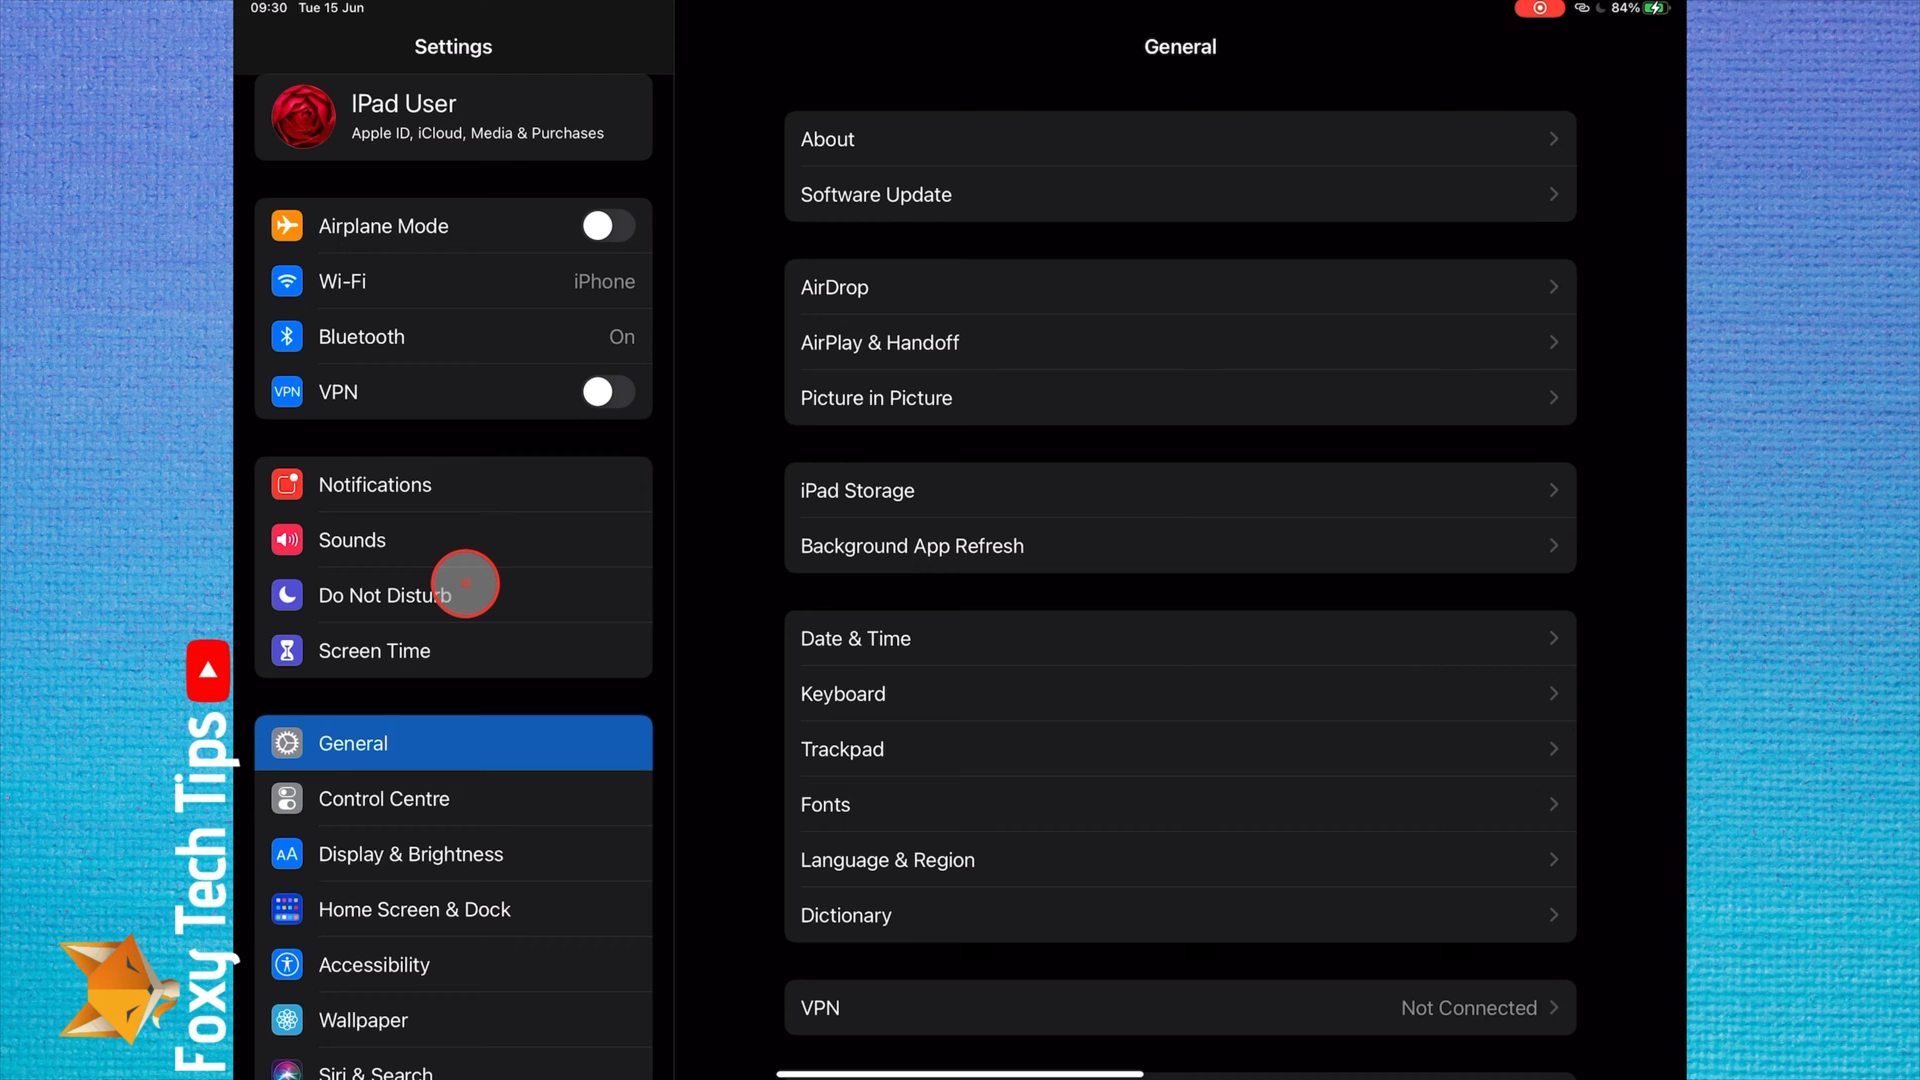 09:30 Tue 15 Jun
84%
Settings
General
IPad User
Apple ID, iCloud, Media & Purchases
Airplane Mode
Wi-Fi iPhone
Bluetooth On
VPN VPN
Notifications
Sounds
Do Not Disturb
Screen Time
General
Control Centre
AA Display & Brightness
Home Screen & Dock
Accessibility
Wallpaper
Siri & Search
About
Software Update
AirDrop
AirPlay & Handoff
Picture in Picture
iPad Storage
Background App Refresh
Date & Time
Keyboard
Trackpad
Fonts
Language & Region
Dictionary
VPN Not Connected
Foxy Tech Tips